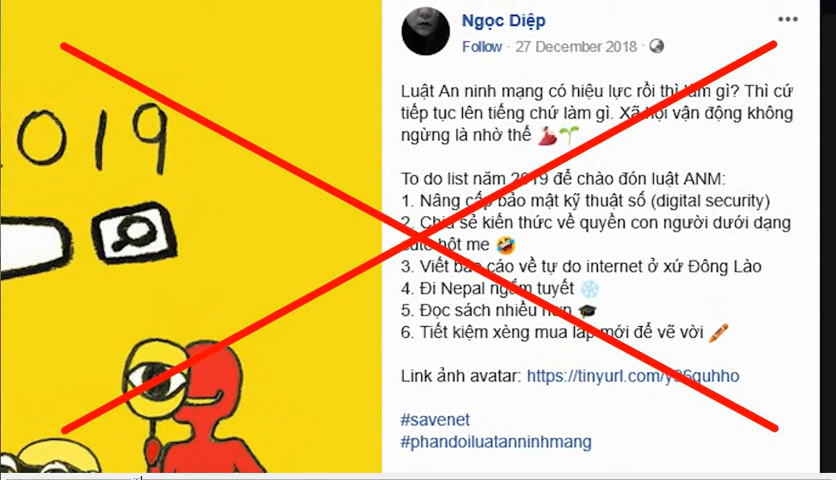 2019
Ngọc Diệp
Follow · 27 December 2018
Luật An ninh mạng có hiệu lực rồi thì làm gì? Thì cứ
tiếp tục lên tiếng chứ làm gì. Xã hội vận động không
ngừng là nhờ thế
To do list năm 2019 để chào đón luật ANM:
1. Nâng cấp bảo mật kỹ thuật số (digital security)
2. Chia sẻ kiến thức về quyền con người dưới dạng
cute hột me
3. Viết báo cáo về tự do internet ở xứ Đông Lào
4. Đi Nepal ngắm tuyết
5. Đọc sách nhiều hơn
6. Tiết kiệm xèng mua láp mới để vẽ vời
Link ảnh avatar:
#savenet
#phandoiluatanninhmang